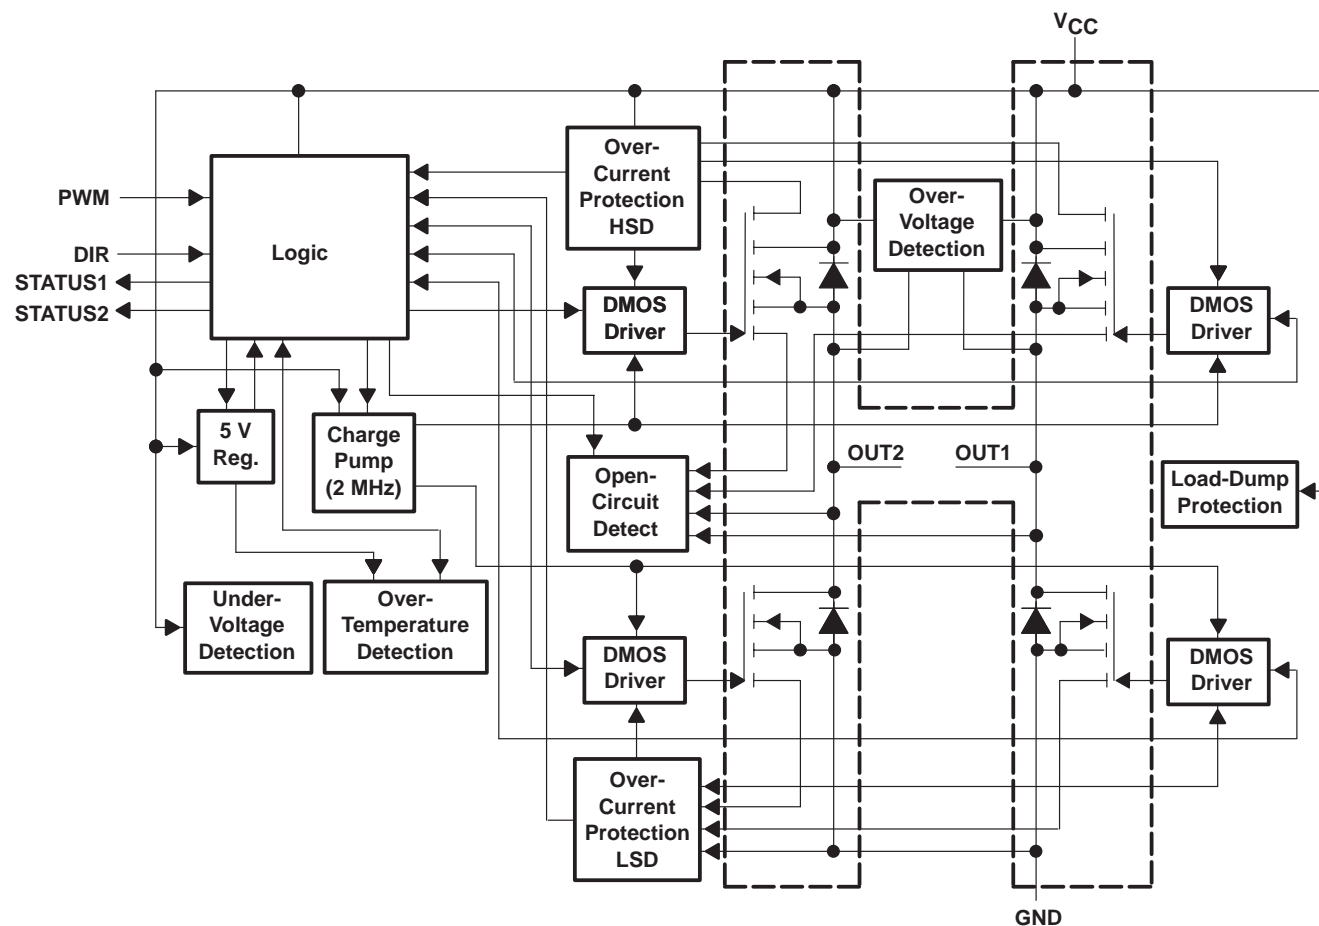 VCC
Over-
Current
Protection
HSD
PWM
DIR
STATUS1
STATUS2
Logic
Over-
Voltage
Detection
DMOS
Driver
DMOS
Driver
5 V
Reg.
Charge
Pump
(2 MHz)
OUT2
OUT1
Open-
Circuit
Detect
Load-Dump
Protection
Under-
Voltage
Detection
Over-
Temperature
Detection
DMOS
Driver
DMOS
Driver
Over-
Current
Protection
LSD
GND